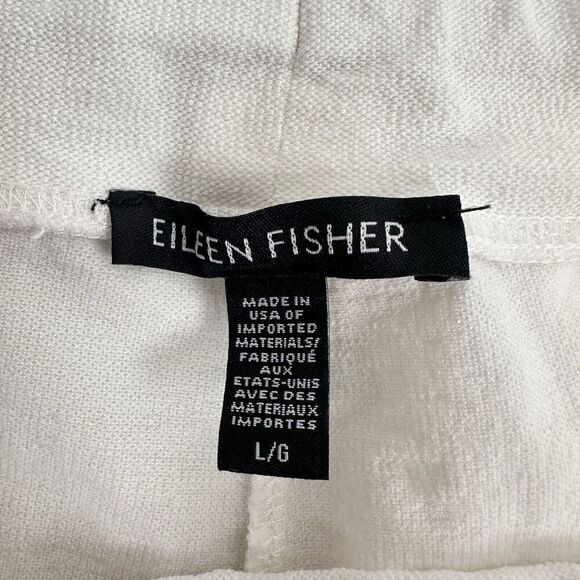 EILEEN FISHER
MADE IN
USA OF
IMPORTED
MATERIALS/
FABRIQUÉ
AUX
ETATS-UNIS
AVEC DES
MATERIAUX
IMPORTES
L/G